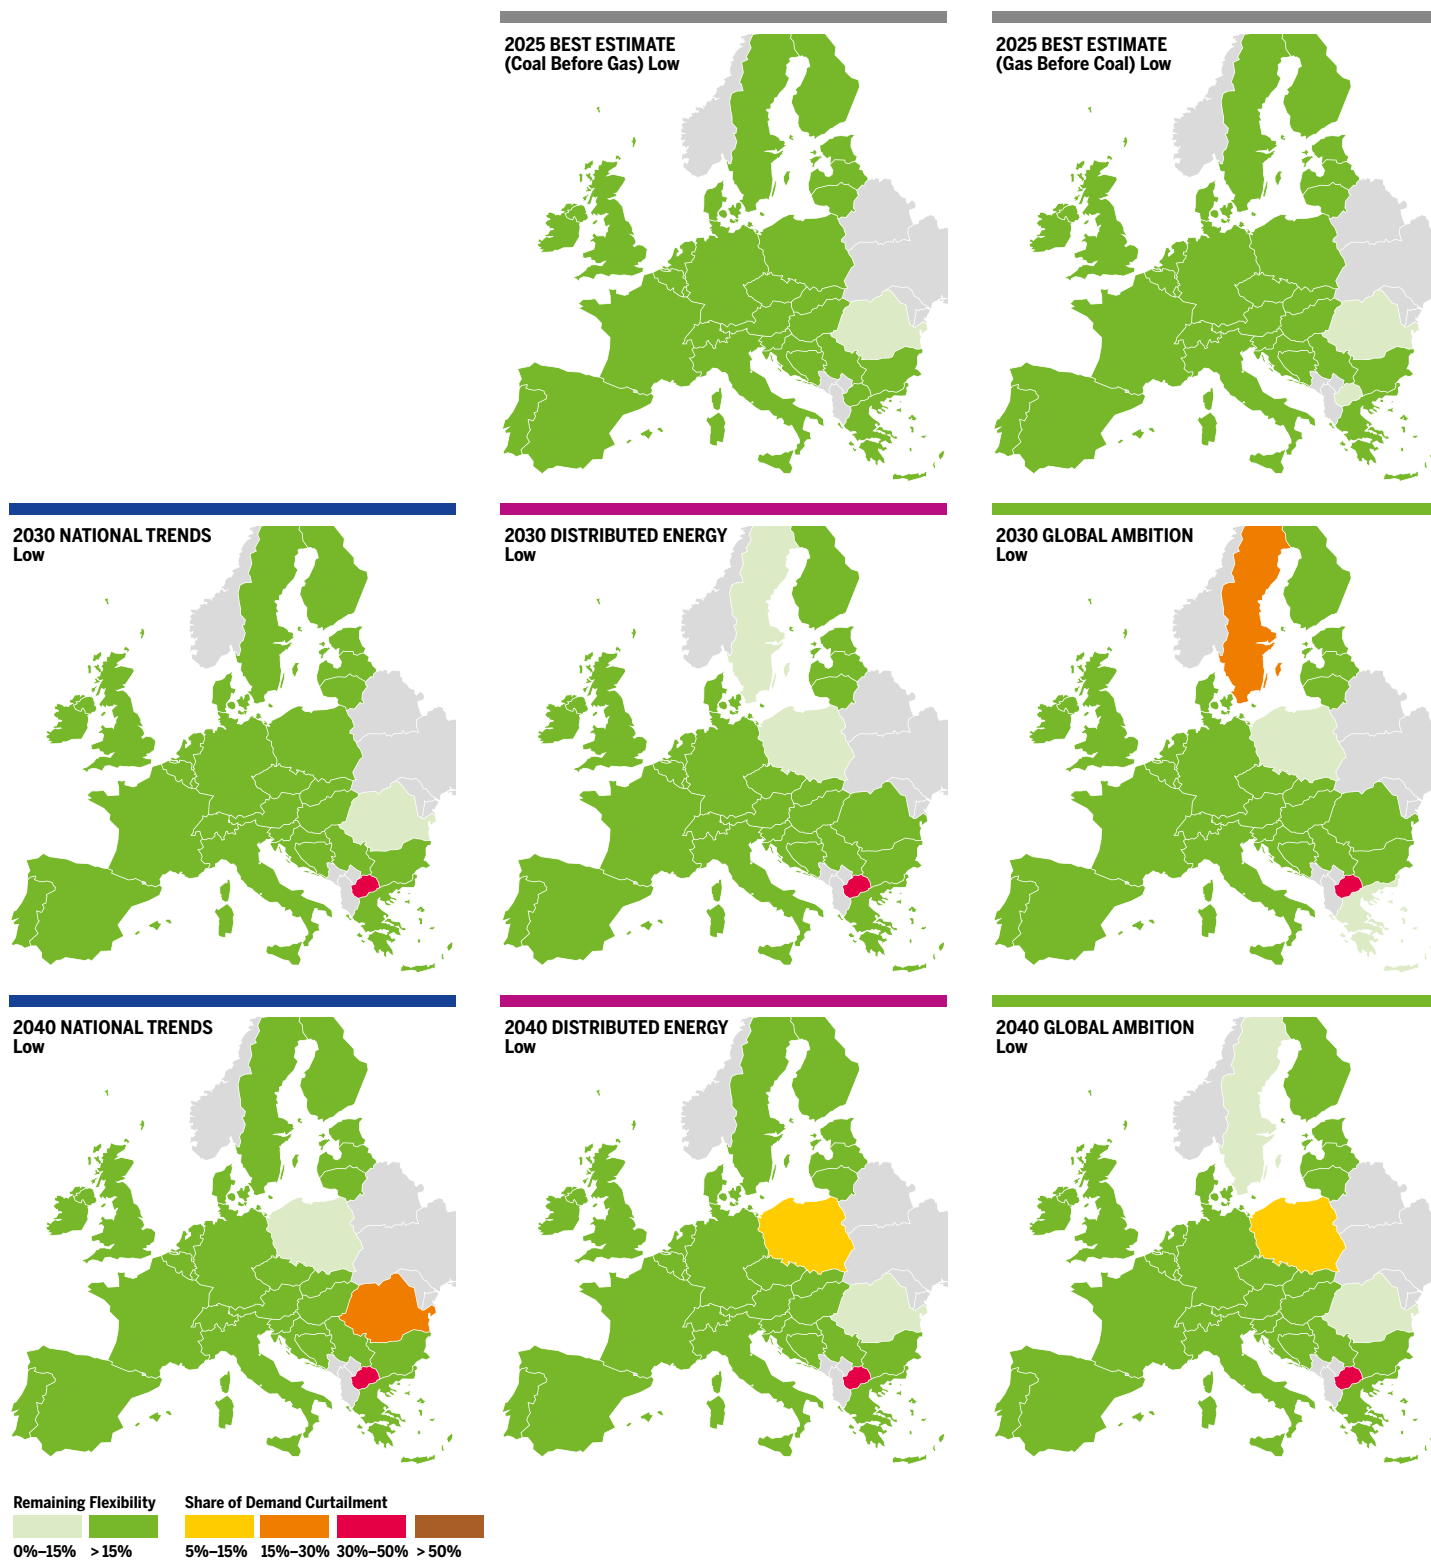 2025 BEST ESTIMATE
(Coal Before Gas) Low
2025 BEST ESTIMATE
(Gas Before Coal) Low
2030 NATIONAL TRENDS
Low
2030 DISTRIBUTED ENERGY
Low
2030 GLOBAL AMBITION
Low
2040 NATIONAL TRENDS
Low
2040 DISTRIBUTED ENERGY
Low
2040 GLOBAL AMBITION
Low
Remaining Flexibility
0%–15% > 15%
Share of Demand Curtailment
5%–15% 15%–30% 30%–50% > 50%